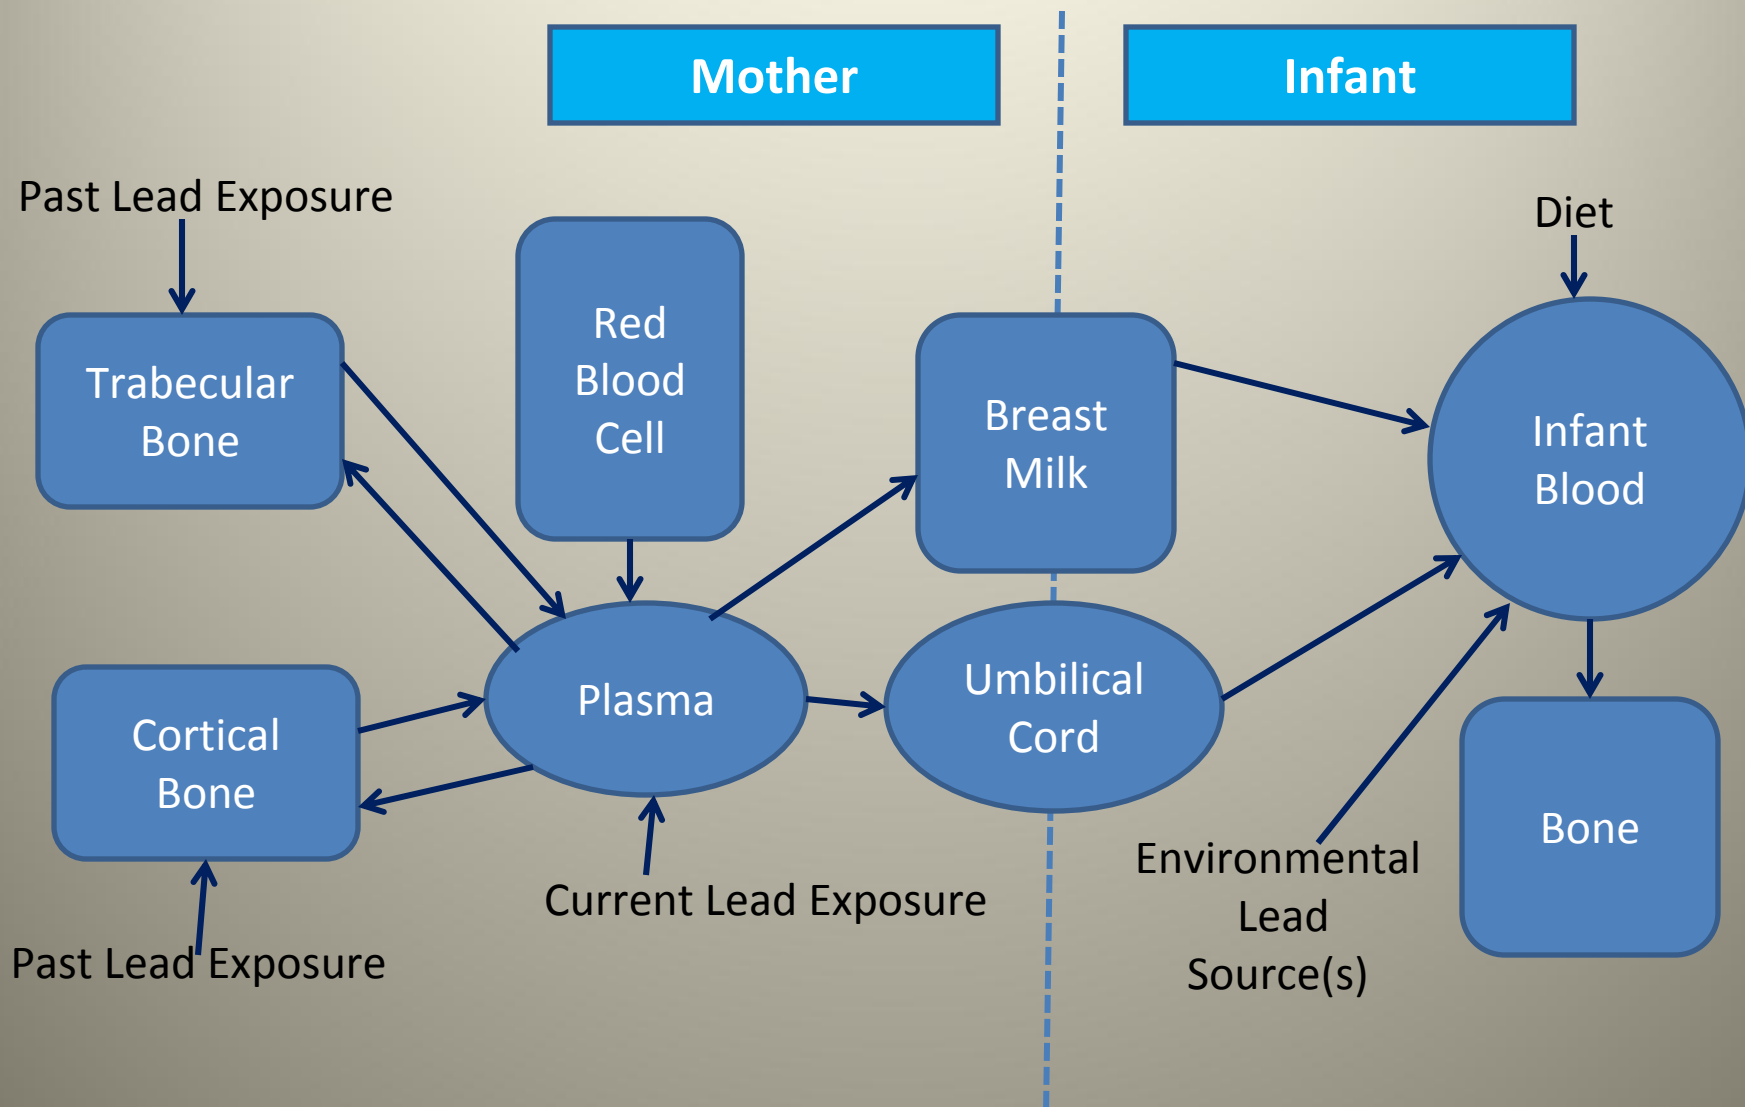 Mother
Infant
Past Lead Exposure
Diet
Trabecular
Bone
Red
Blood
Cell
Breast
Milk
Infant
Blood
Cortical
Bone
Plasma
Umbilical
Cord
Bone
Past Lead Exposure
Current Lead Exposure
Environmental
Lead
Source(s)